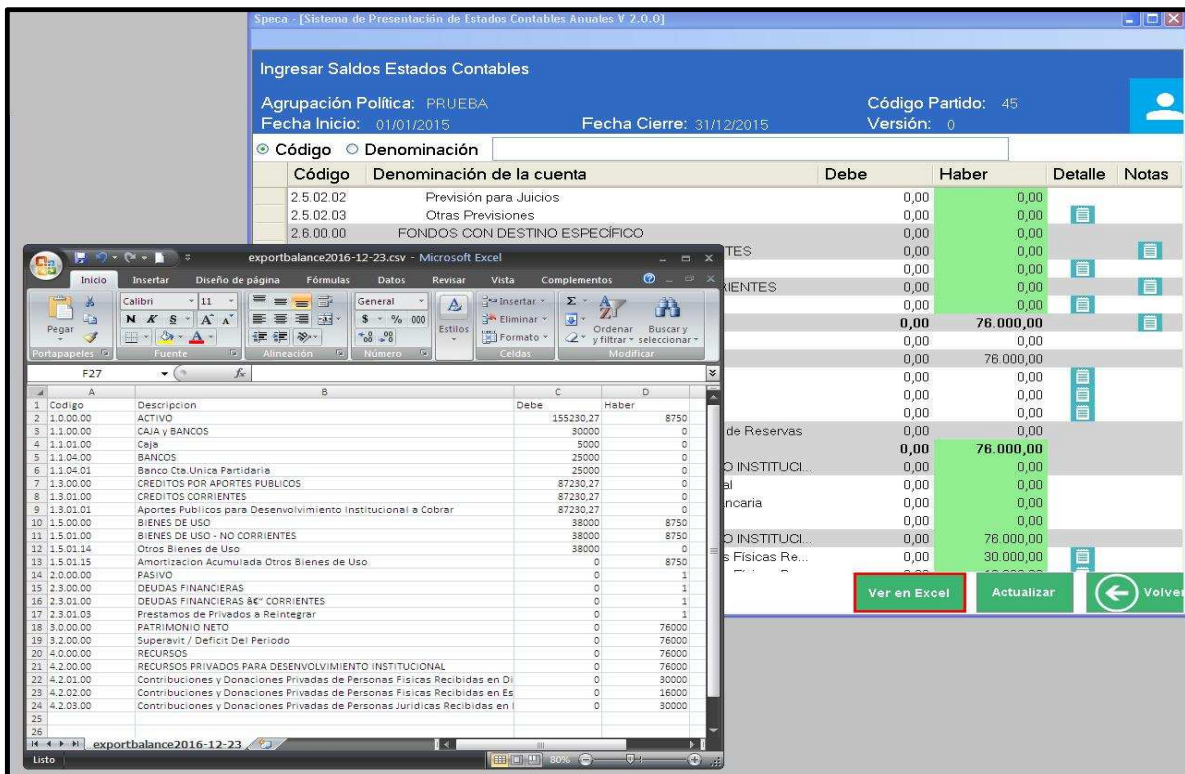 Speca - [Sistema de Presentación de Estados Contables Anuales V 2.0.0]
Ingresar Saldos Estados Contables
Agrupación Política: PRUEBA Código Partido: 45
Fecha Inicio: 01/01/2015 Fecha Cierre: 31/12/2015 Versión: 0
Código Denominación
Código Denominación de la cuenta Debe Haber Detalle Notas
2.5.02.02 Previsión para Juicios 0,00 0,00
2.5.02.03 Otras Previsiones 0,00 0,00
2.6.00.00 FONDOS CON DESTINO ESPECÍFICO 0,00 0,00
TES 0,00 0,00
0,00 0,00
RIENTES 0,00 0,00
0,00 0,00
0,00 76.000,00
0,00 0,00
0,00 76.000,00
0,00 0,00
0,00 0,00
0,00 0,00
de Reservas 0,00 0,00
0,00 76.000,00
O INSTITUCI... 0,00 0,00
al 0,00 0,00
ncaria 0,00 0,00
0,00 0,00
O INSTITUCI... 0,00 76.000,00
s Físicas Re... 0,00 30.000,00
Ver en Excel Actualizar Volver
exportbalance2016-12-23.csv - Microsoft Excel
Inicio Insertar Diseño de página Fórmulas Datos Revisar Vista Complementos
Calibri 11 General Insertar
Pegar N K S A A $ % 000 Estilos Eliminar Ordenar y filtrar Buscar y seleccionar
Formato
Portapapeles Fuente Alineación Número Celdas Modificar
F27 fx
A B C D
1 Codigo Descripcion Debe Haber
2 1.0.00.00 ACTIVO 155230,27 8750
3 1.1.00.00 CAJA y BANCOS 30000 0
4 1.1.01.00 Caja 5000 0
5 1.1.04.00 BANCOS 25000 0
6 1.1.04.01 Banco Cta.Unica Partidaria 25000 0
7 1.3.00.00 CREDITOS POR APORTES PUBLICOS 87230,27 0
8 1.3.01.00 CREDITOS CORRIENTES 87230,27 0
9 1.3.01.01 Aportes Publicos para Desenvolvimiento Institucional a Cobrar 87230,27 0
10 1.5.00.00 BIENES DE USO 38000 8750
11 1.5.01.00 BIENES DE USO - NO CORRIENTES 38000 8750
12 1.5.01.14 Otros Bienes de Uso 38000 0
13 1.5.01.15 Amortizacion Acumulada Otros Bienes de Uso 0 8750
14 2.0.00.00 PASIVO 0 1
15 2.3.00.00 DEUDAS FINANCIERAS 0 1
16 2.3.01.00 DEUDAS FINANCIERAS â€“ CORRIENTES 0 1
17 2.3.01.03 Prestamos de Privados a Reintegrar 0 1
18 3.0.00.00 PATRIMONIO NETO 0 76000
19 3.2.00.00 Superavit / Deficit Del Periodo 0 76000
20 4.0.00.00 RECURSOS 0 76000
21 4.2.00.00 RECURSOS PRIVADOS PARA DESENVOLVIMIENTO INSTITUCIONAL 0 76000
22 4.2.01.00 Contribuciones y Donaciones Privadas de Personas Fisicas Recibidas en Di 0 30000
23 4.2.02.00 Contribuciones y Donaciones Privadas de Personas Fisicas Recibidas en Es 0 16000
24 4.2.03.00 Contribuciones y Donaciones Privadas de Personas Juridicas Recibidas en 0 30000
25
26
exportbalance2016-12-23
Listo 80%